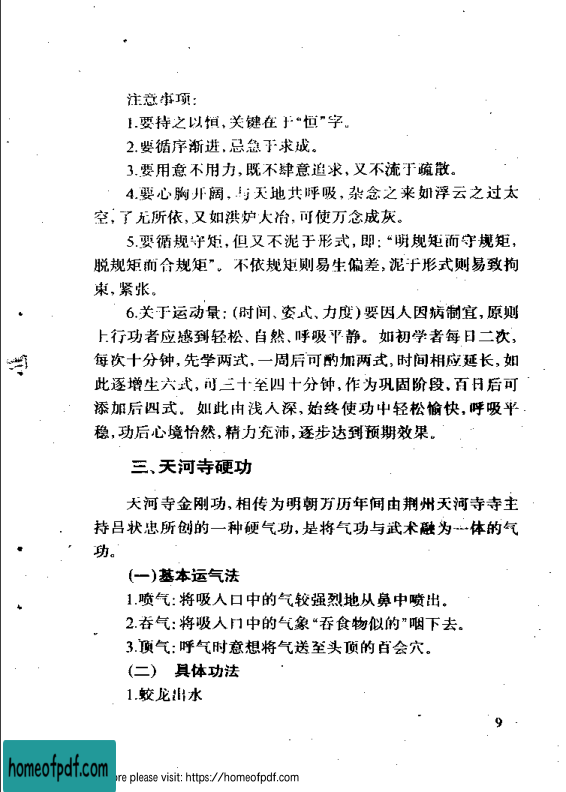 注意事项:
1.要持之以恒,关键在于“恒”字。
2.要循序渐进,忌急于求成。
3.要用意不用力,既不肆意追求,又不流于疏散。
4.要心胸开阔,与天地共呼吸,杂念之来如浮云之过太
空,了无所依,又如洪炉大冶,可使万念成灰。
5.要循规守矩,但又不泥于形式,即:“明规矩而守规矩,
脱规矩而合规矩”。不依规矩则易生偏差,泥于形式则易致拘
束,紧张。
6.关于运动量:(时间、姿式、力度)要因人因病制宜,原则
上行功者应感到轻松、自然、呼吸平静。如初学者每日二次,
每次十分钟,先学两式,一周后可酌加两式,时间相应延长,如
此逐增生六式,可三十至四十分钟,作为巩固阶段,百日后可
添加后四式。如此由浅入深,始终使功中轻松愉快,呼吸平
稳,功后心境怡然,精力充沛,逐步达到预期效果。
三、天河寺硬功
天河寺金刚功,相传为明朝万历年间由荆州天河寺寺主
持吕状忠所创的一种硬气功,是将气功与武术融为一体的气
功。
(一)基本运气法
1.喷气:将吸入口中的气较强烈地从鼻中喷出。
2.吞气:将吸入口中的气象“吞食物似的”咽下去。
3.顶气:呼气时意想将气送至头顶的百会穴。
(二) 具体功法
1.蛟龙出水
9
homeofpdf.com
re please visit: https://homeofpdf.com